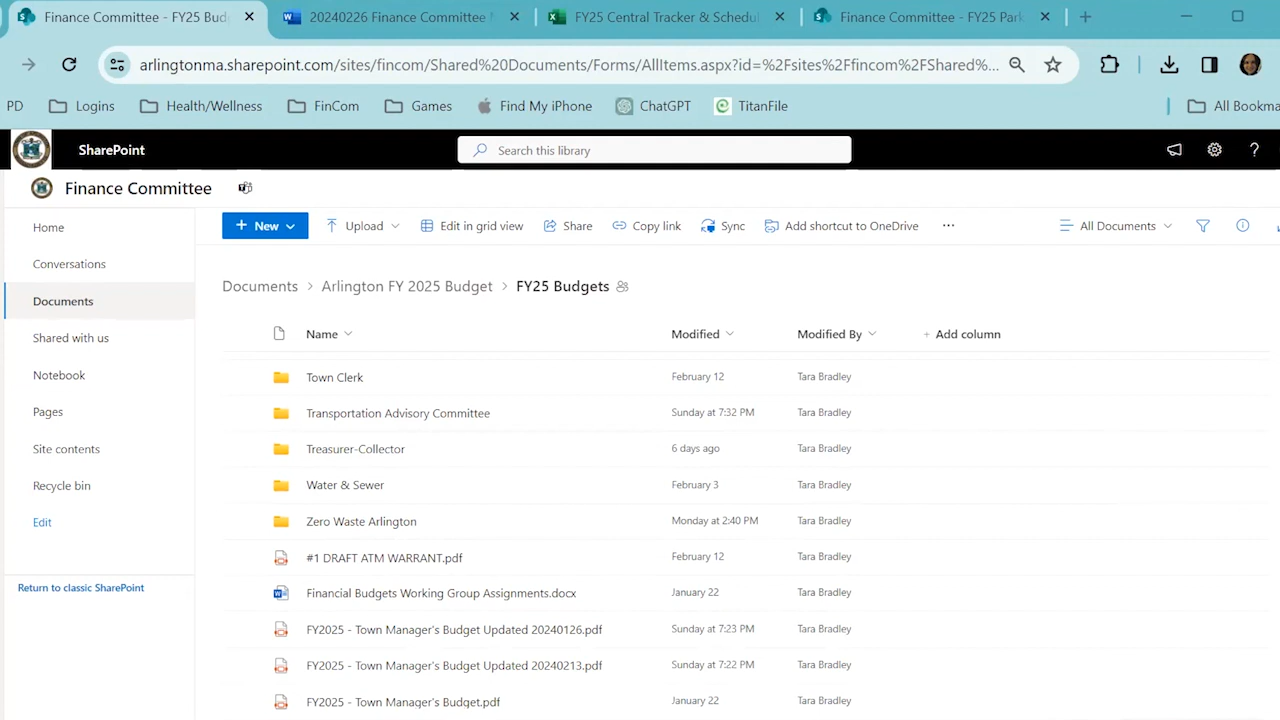 Finance Committee - FY25 Bud
20240226 Finance Committee M
FY25 Central Tracker & Schedul
Finance Committee - FY25 Park
arlingtonma.sharepoint.com/sites/fincom/Shared%20Documents/Forms/AllItems.aspx?id=%2Fsites%2Ffincom%2FShared%...
PD
Logins
Health/Wellness
FinCom
Games
Find My iPhone
ChatGPT
TitanFile
All Bookma
SharePoint
Search this library
Finance Committee
Home
Conversations
Documents
Shared with us
Notebook
Pages
Site contents
Recycle bin
Edit
Return to classic SharePoint
+ New
Upload
Edit in grid view
Share
Copy link
Sync
Add shortcut to OneDrive
...
All Documents
Documents > Arlington FY 2025 Budget > FY25 Budgets
Name Modified Modified By + Add column
Town Clerk February 12 Tara Bradley
Transportation Advisory Committee Sunday at 7:32 PM Tara Bradley
Treasurer-Collector 6 days ago Tara Bradley
Water & Sewer February 3 Tara Bradley
Zero Waste Arlington Monday at 2:40 PM Tara Bradley
#1 DRAFT ATM WARRANT.pdf February 12 Tara Bradley
Financial Budgets Working Group Assignments.docx January 22 Tara Bradley
FY2025 - Town Manager's Budget Updated 20240126.pdf Sunday at 7:23 PM Tara Bradley
FY2025 - Town Manager's Budget Updated 20240213.pdf Sunday at 7:22 PM Tara Bradley
FY2025 - Town Manager's Budget.pdf January 22 Tara Bradley